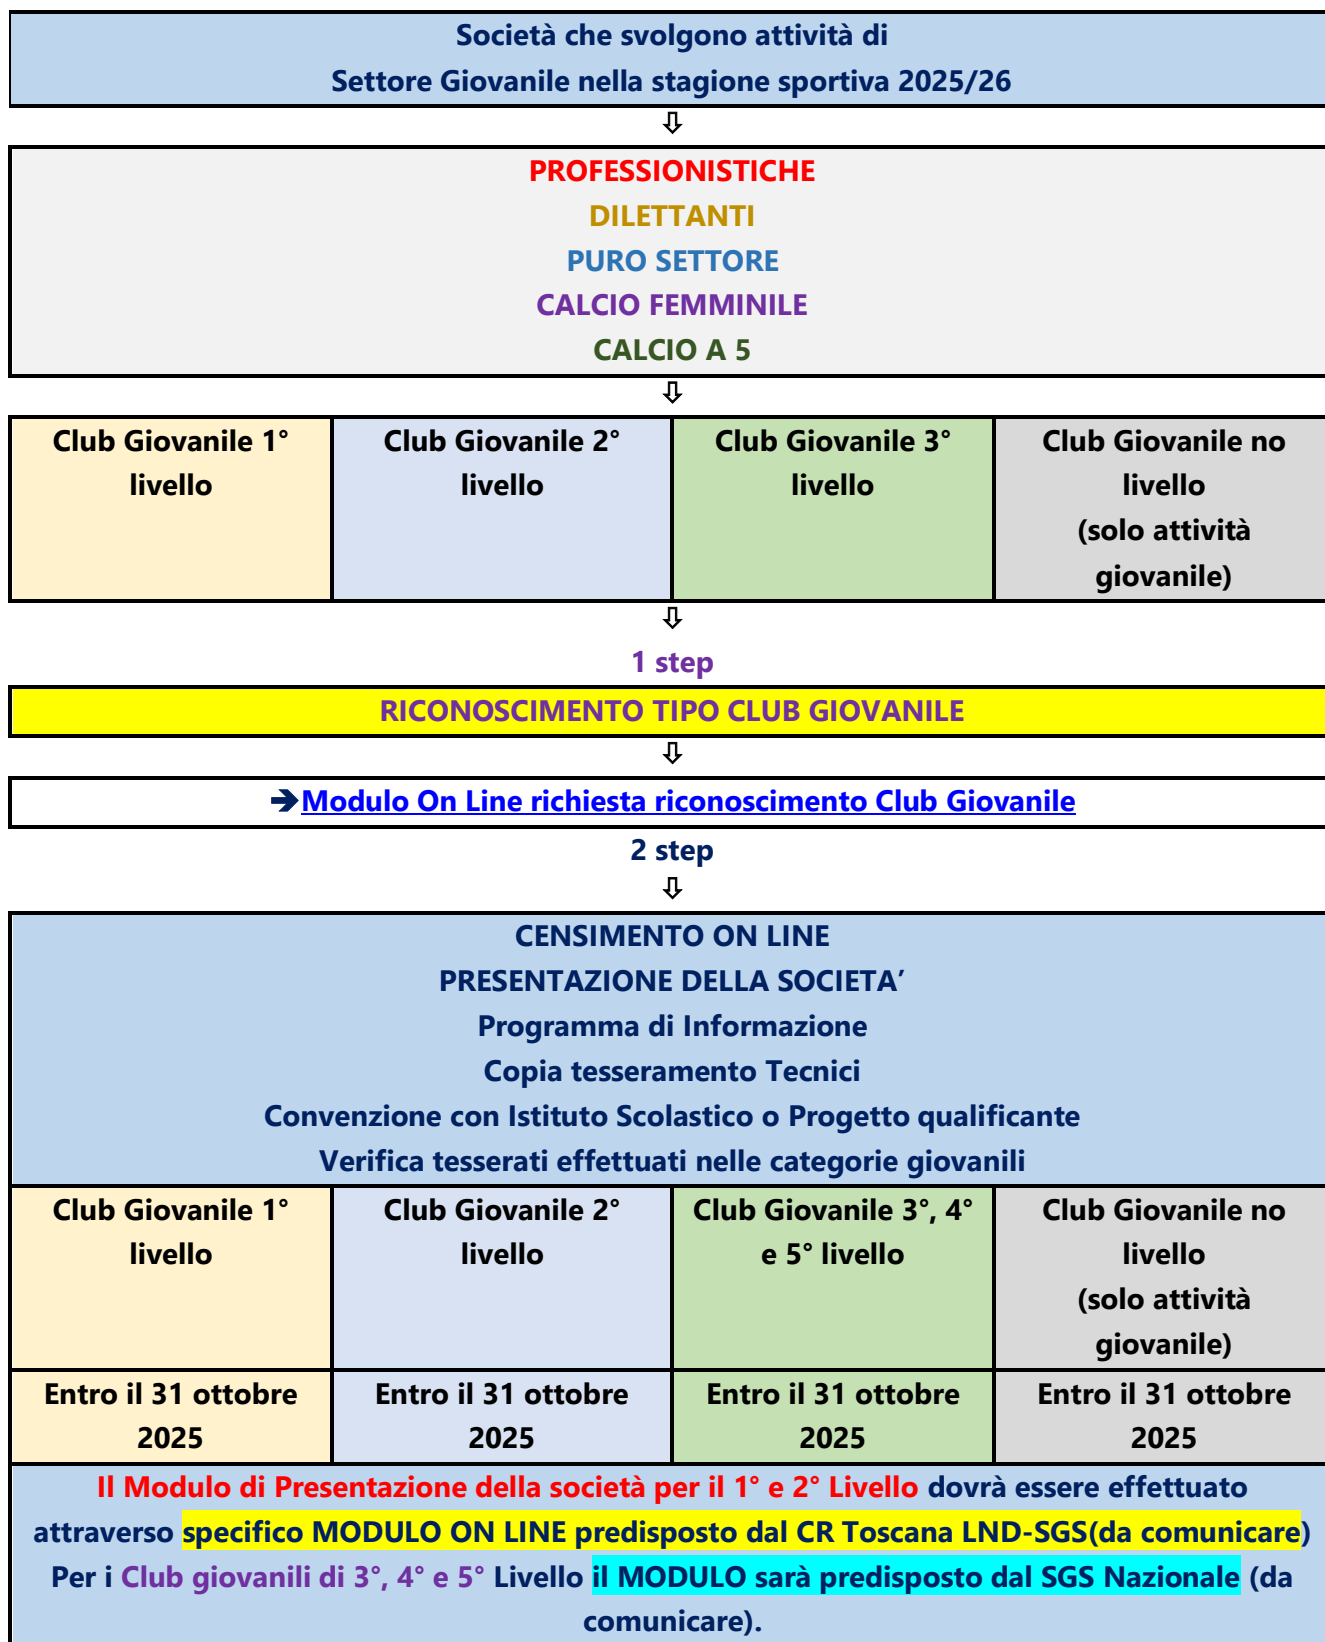 Società che svolgono attività di
Settore Giovanile nella stagione sportiva 2025/26
⇩
PROFESSIONISTICHE
DILETTANTI
PURO SETTORE
CALCIO FEMMINILE
CALCIO A 5
⇩
Club Giovanile 1°
livello
Club Giovanile 2°
livello
Club Giovanile 3°
livello
Club Giovanile no
livello
(solo attività
giovanile)
⇩
1 step
RICONOSCIMENTO TIPO CLUB GIOVANILE
⇩
➔Modulo On Line richiesta riconoscimento Club Giovanile
2 step
⇩
CENSIMENTO ON LINE
PRESENTAZIONE DELLA SOCIETA’
Programma di Informazione
Copia tesseramento Tecnici
Convenzione con Istituto Scolastico o Progetto qualificante
Verifica tesserati effettuati nelle categorie giovanili
Club Giovanile 1°
livello
Club Giovanile 2°
livello
Club Giovanile 3°, 4°
e 5° livello
Club Giovanile no
livello
(solo attività
giovanile)
Entro il 31 ottobre
2025
Entro il 31 ottobre
2025
Entro il 31 ottobre
2025
Entro il 31 ottobre
2025
Il Modulo di Presentazione della società per il 1° e 2° Livello dovrà essere effettuato
attraverso specifico MODULO ON LINE predisposto dal CR Toscana LND-SGS(da comunicare)
Per i Club giovanili di 3°, 4° e 5° Livello il MODULO sarà predisposto dal SGS Nazionale (da
comunicare).